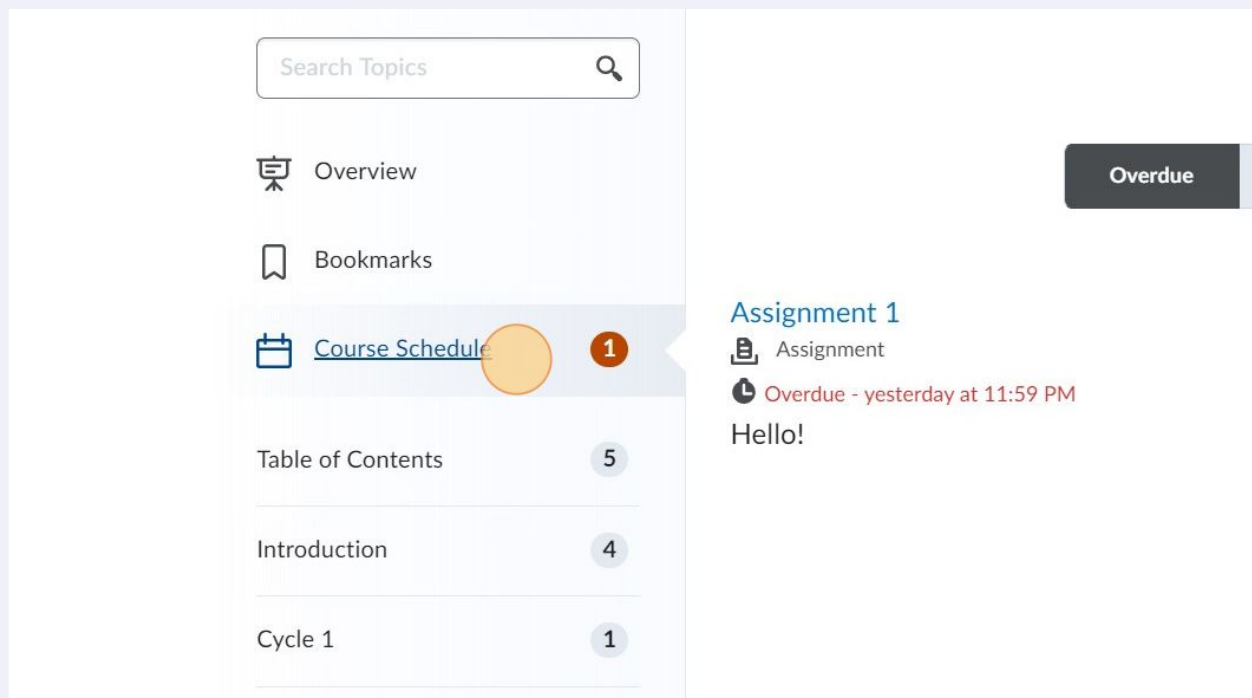 Search Topics
Overview
Bookmarks
Course Schedule 1
Table of Contents 5
Introduction 4
Cycle 1 1
Overdue
Assignment 1
Assignment
Overdue - yesterday at 11:59 PM
Hello!